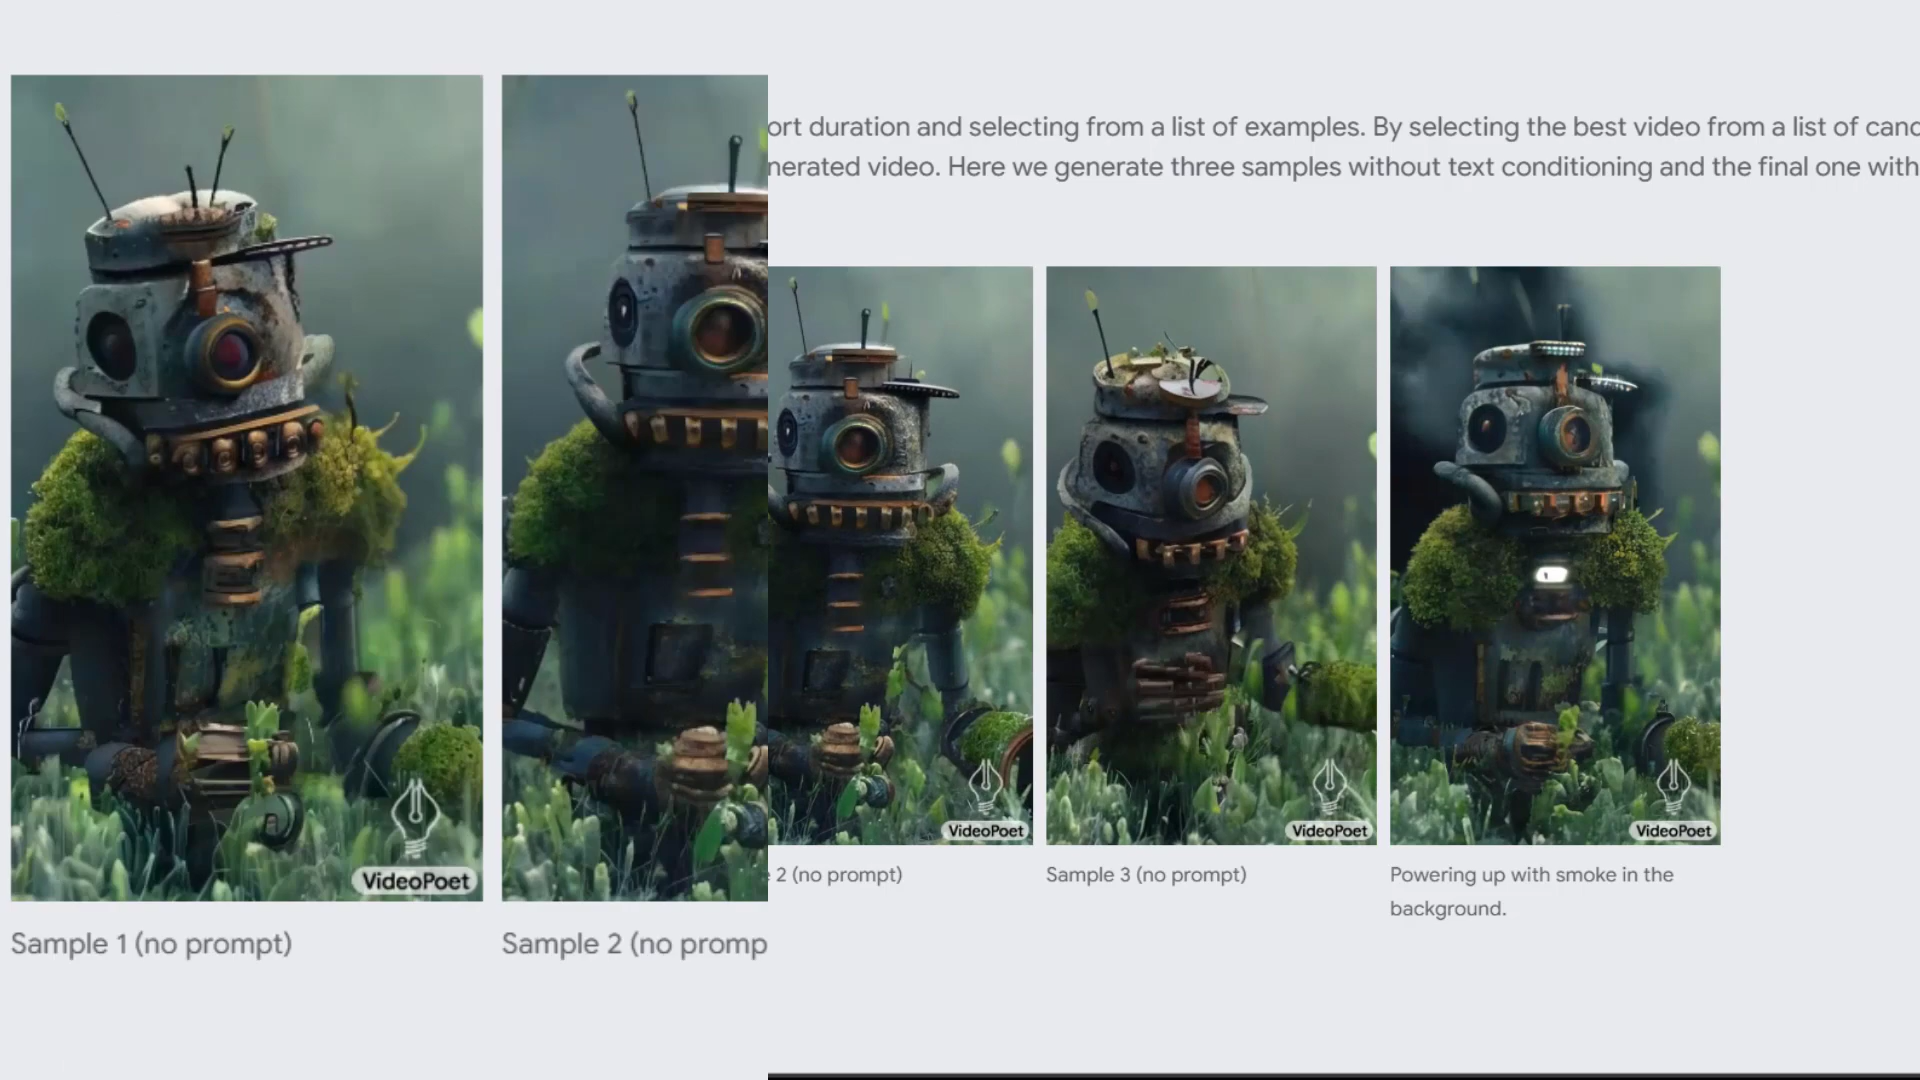 ort duration and selecting from a list of examples. By selecting the best video from a list of canc
nerated video. Here we generate three samples without text conditioning and the final one with
VideoPoet
VideoPoet
VideoPoet
VideoPoet
Sample 1 (no prompt)
Sample 2 (no promp
2 (no prompt)
Sample 3 (no prompt)
Powering up with smoke in the
background.